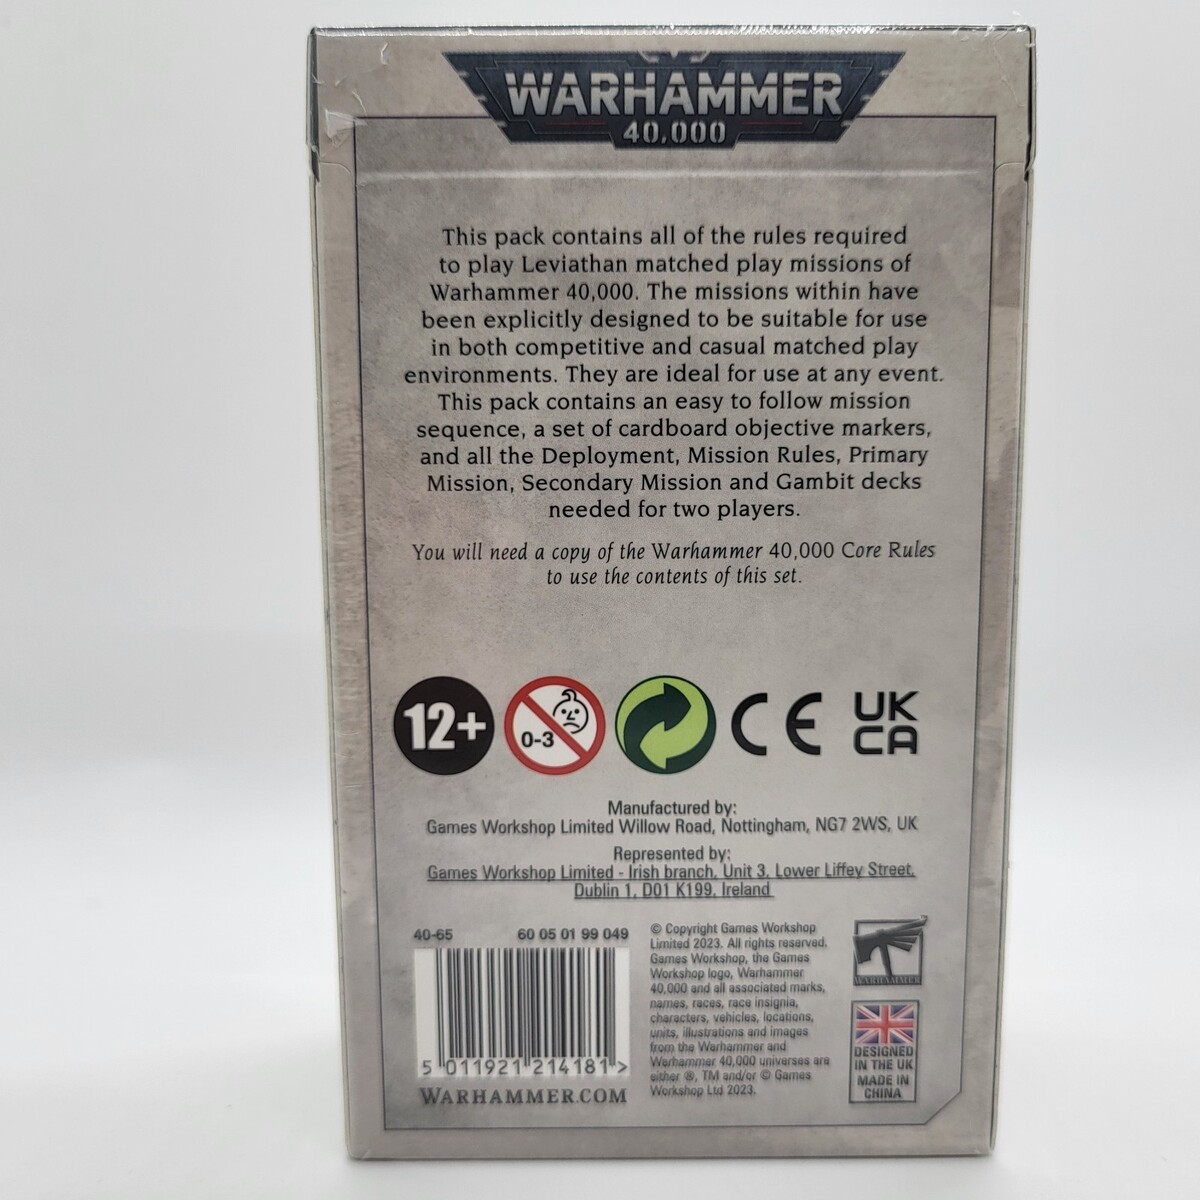 WARHAMMER
40,000
This pack contains all of the rules required
to play Leviathan matched play missions of
Warhammer 40,000. The missions within have
been explicitly designed to be suitable for use
in both competitive and casual matched play
environments. They are ideal for use at any event.
This pack contains an easy to follow mission
sequence, a set of cardboard objective markers,
and all the Deployment, Mission Rules, Primary
Mission, Secondary Mission and Gambit decks
needed for two players.
You will need a copy of the Warhammer 40,000 Core Rules
to use the contents of this set.
12+
0-3
CE
UK
CA
Manufactured by:
Games Workshop Limited Willow Road, Nottingham, NG7 2WS, UK
Represented by:
Games Workshop Limited - Irish branch, Unit 3, Lower Liffey Street,
Dublin 1, D01 K199, Ireland
40-65 60 05 01 99 049
5 011921 214181 >
WARHAMMER.COM
© Copyright Games Workshop
Limited 2023. All rights reserved.
Games Workshop, the Games
Workshop logo, Warhammer
40,000 and all associated marks,
names, races, race insignia,
characters, vehicles, locations,
units, illustrations and images
from the Warhammer and
Warhammer 40,000 universes are
either ®, TM and/or © Games
Workshop Ltd 2023.
™
WARHAMMER
DESIGNED
IN THE UK
MADE IN
CHINA